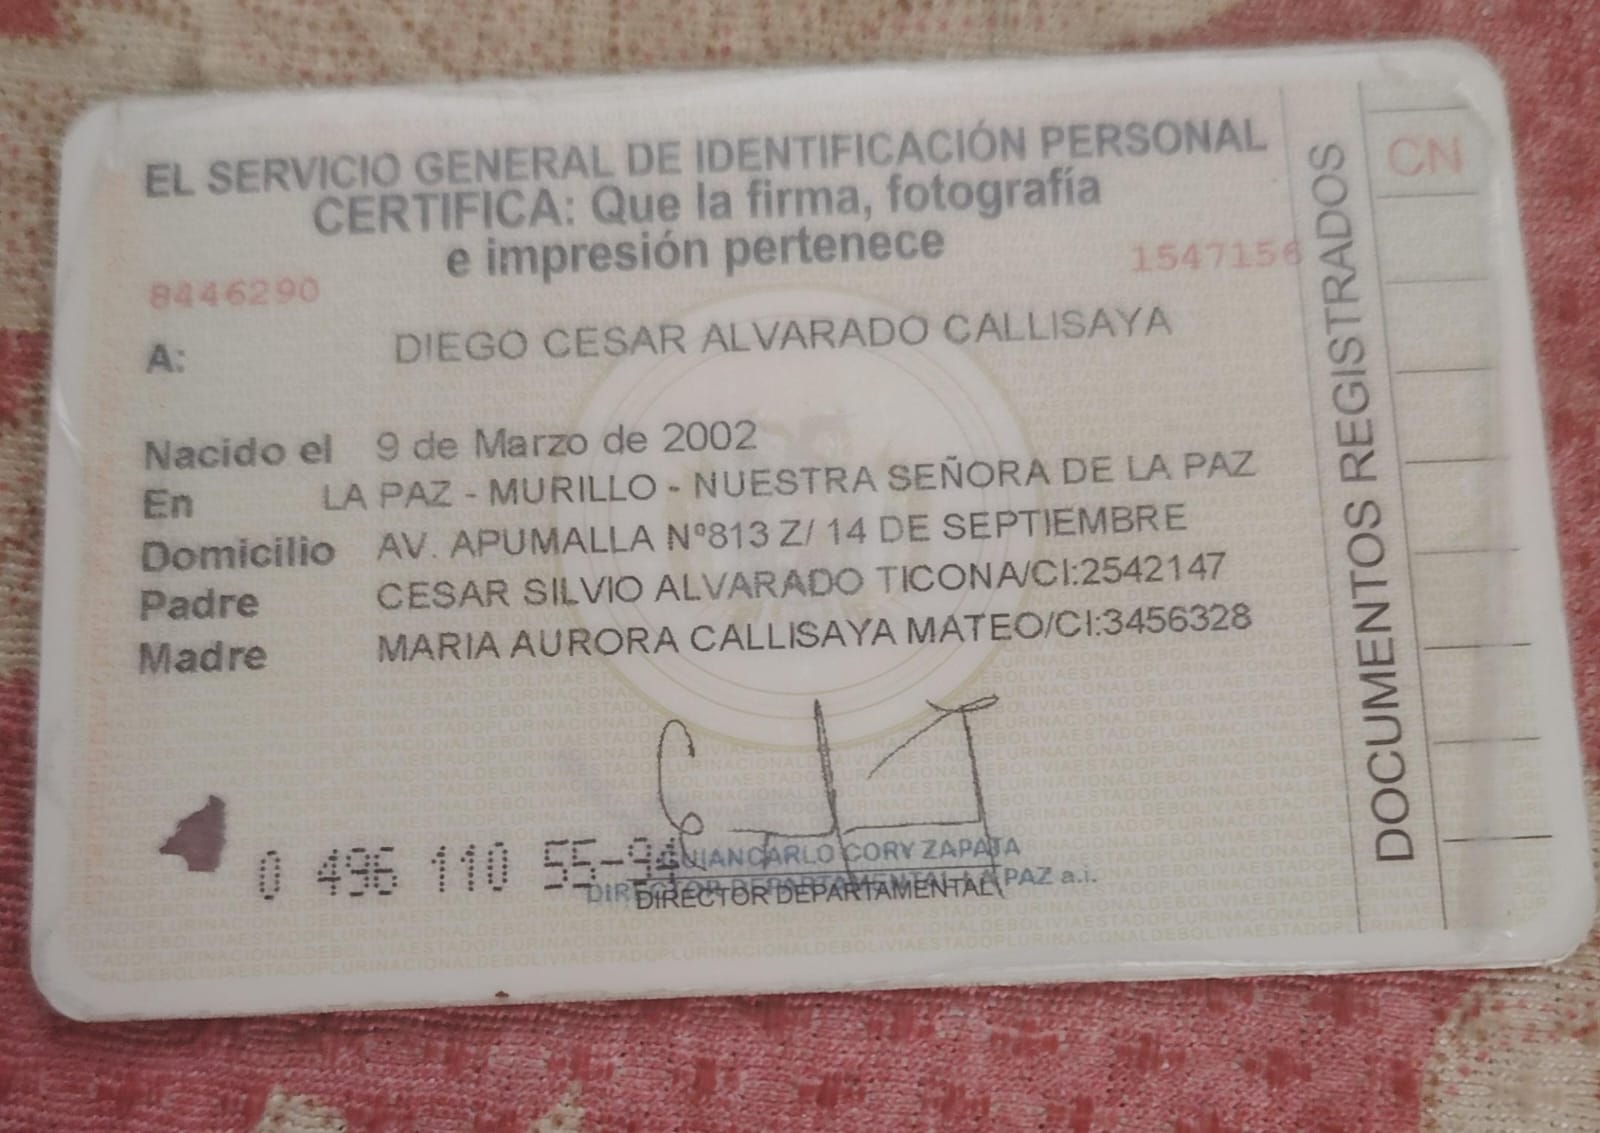 EL SERVICIO GENERAL DE IDENTIFICACIÓN PERSONAL
CERTIFICA: Que la firma, fotografía
e impresión pertenece
8446290 1547156
A: DIEGO CESAR ALVARADO CALLISAYA
Nacido el 9 de Marzo de 2002
En LA PAZ - MURILLO - NUESTRA SEÑORA DE LA PAZ
Domicilio AV. APUMALLA Nº813 Z/ 14 DE SEPTIEMBRE
Padre CESAR SILVIO ALVARADO TICONA/CI:2542147
Madre MARIA AURORA CALLISAYA MATEO/CI:3456328
0 496 110 55-94
GUIANCARLO CORY ZAPATA
DIRECTOR DEPARTAMENTAL LA PAZ a.i.
DIRECTOR DEPARTAMENTAL
DOCUMENTOS REGISTRADOS
CN